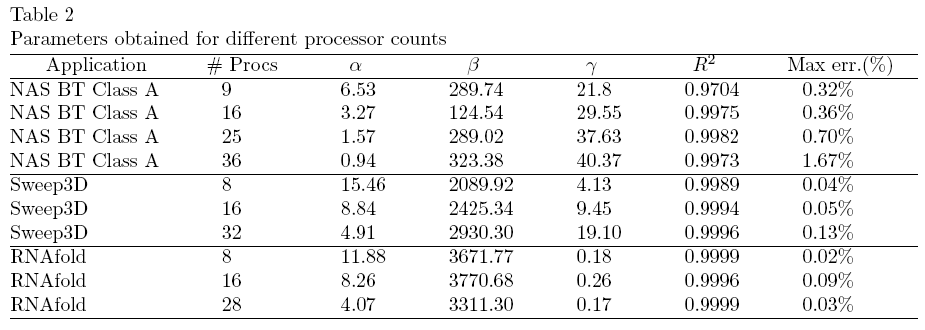 Table 2
Parameters obtained for different processor counts
Application # Procs α β γ R² Max err.(%)
NAS BT Class A 9 6.53 289.74 21.8 0.9704 0.32%
NAS BT Class A 16 3.27 124.54 29.55 0.9975 0.36%
NAS BT Class A 25 1.57 289.02 37.63 0.9982 0.70%
NAS BT Class A 36 0.94 323.38 40.37 0.9973 1.67%
Sweep3D 8 15.46 2089.92 4.13 0.9989 0.04%
Sweep3D 16 8.84 2425.34 9.45 0.9994 0.05%
Sweep3D 32 4.91 2930.30 19.10 0.9996 0.13%
RNAfold 8 11.88 3671.77 0.18 0.9999 0.02%
RNAfold 16 8.26 3770.68 0.26 0.9996 0.09%
RNAfold 28 4.07 3311.30 0.17 0.9999 0.03%